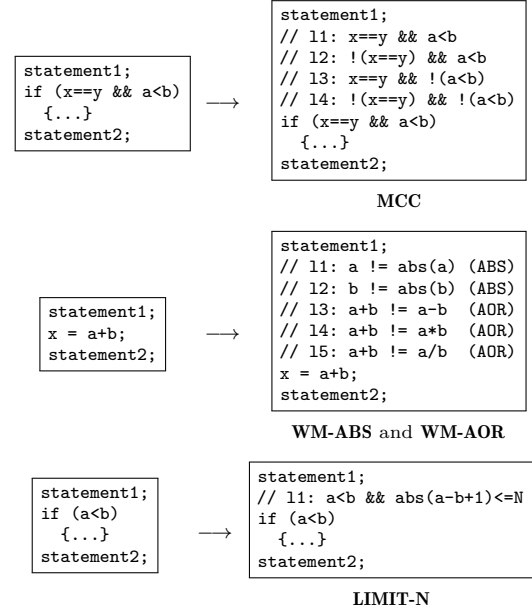 statement1;
if (x==y && a<b)
{...}
statement2;
⟶
statement1;
// l1: x==y && a<b
// l2: !(x==y) && a<b
// l3: x==y && !(a<b)
// l4: !(x==y) && !(a<b)
if (x==y && a<b)
{...}
statement2;
MCC
statement1;
x = a+b;
statement2;
⟶
statement1;
// l1: a != abs(a) (ABS)
// l2: b != abs(b) (ABS)
// l3: a+b != a-b (AOR)
// l4: a+b != a*b (AOR)
// l5: a+b != a/b (AOR)
x = a+b;
statement2;
WM-ABS and WM-AOR
statement1;
if (a<b)
{...}
statement2;
⟶
statement1;
// l1: a<b && abs(a-b+1)<=N
if (a<b)
{...}
statement2;
LIMIT-N